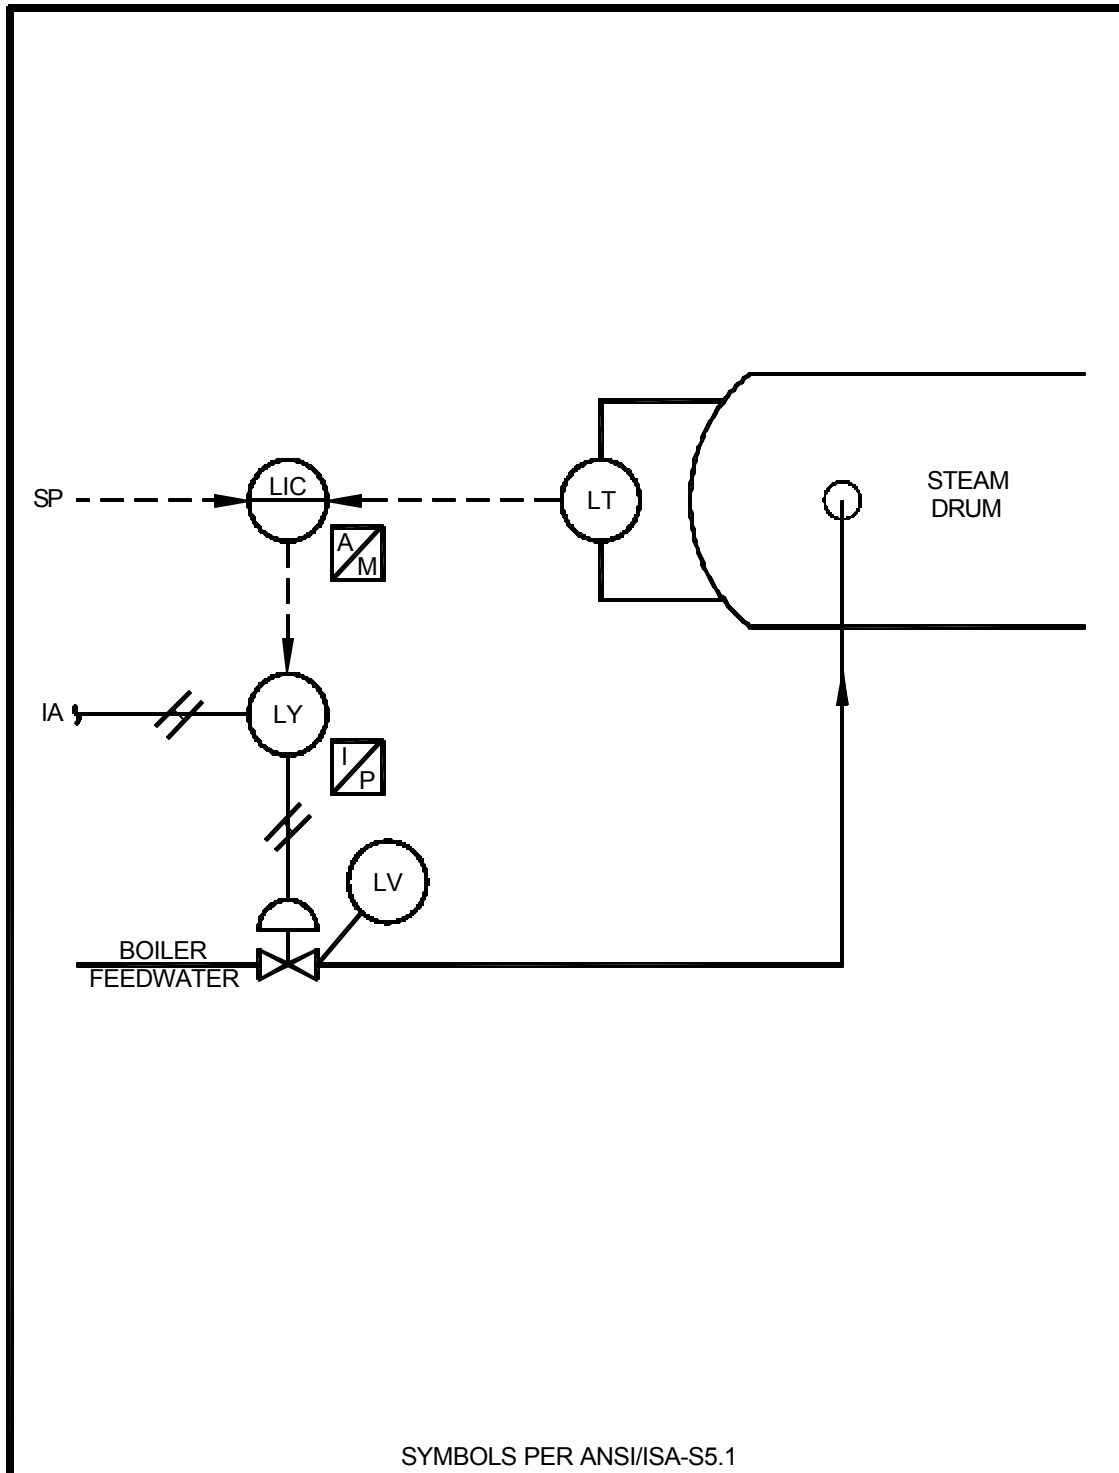 STEAM
DRUM
SP
LIC
LT
A
M
IA
LY
I
P
LV
BOILER
FEEDWATER
SYMBOLS PER ANSI/ISA-S5.1